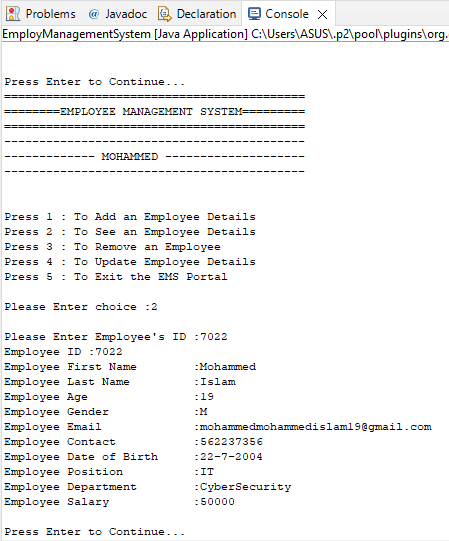 Problems @ Javadoc Declaration Console
EmployManagementSystem [Java Application] C:\Users\ASUS\.p2\pool\plugins\org.
Press Enter to Continue...
===========================================
========EMPLOYEE MANAGEMENT SYSTEM=========
===========================================
-------------------------------------------
------------- MOHAMMED --------------------
-------------------------------------------
Press 1 : To Add an Employee Details
Press 2 : To See an Employee Details
Press 3 : To Remove an Employee
Press 4 : To Update Employee Details
Press 5 : To Exit the EMS Portal
Please Enter choice :2
Please Enter Employee's ID :7022
Employee ID :7022
Employee First Name :Mohammed
Employee Last Name :Islam
Employee Age :19
Employee Gender :M
Employee Email :mohammedmohammedislam19@gmail.com
Employee Contact :562237356
Employee Date of Birth :22-7-2004
Employee Position :IT
Employee Department :CyberSecurity
Employee Salary :50000
Press Enter to Continue...